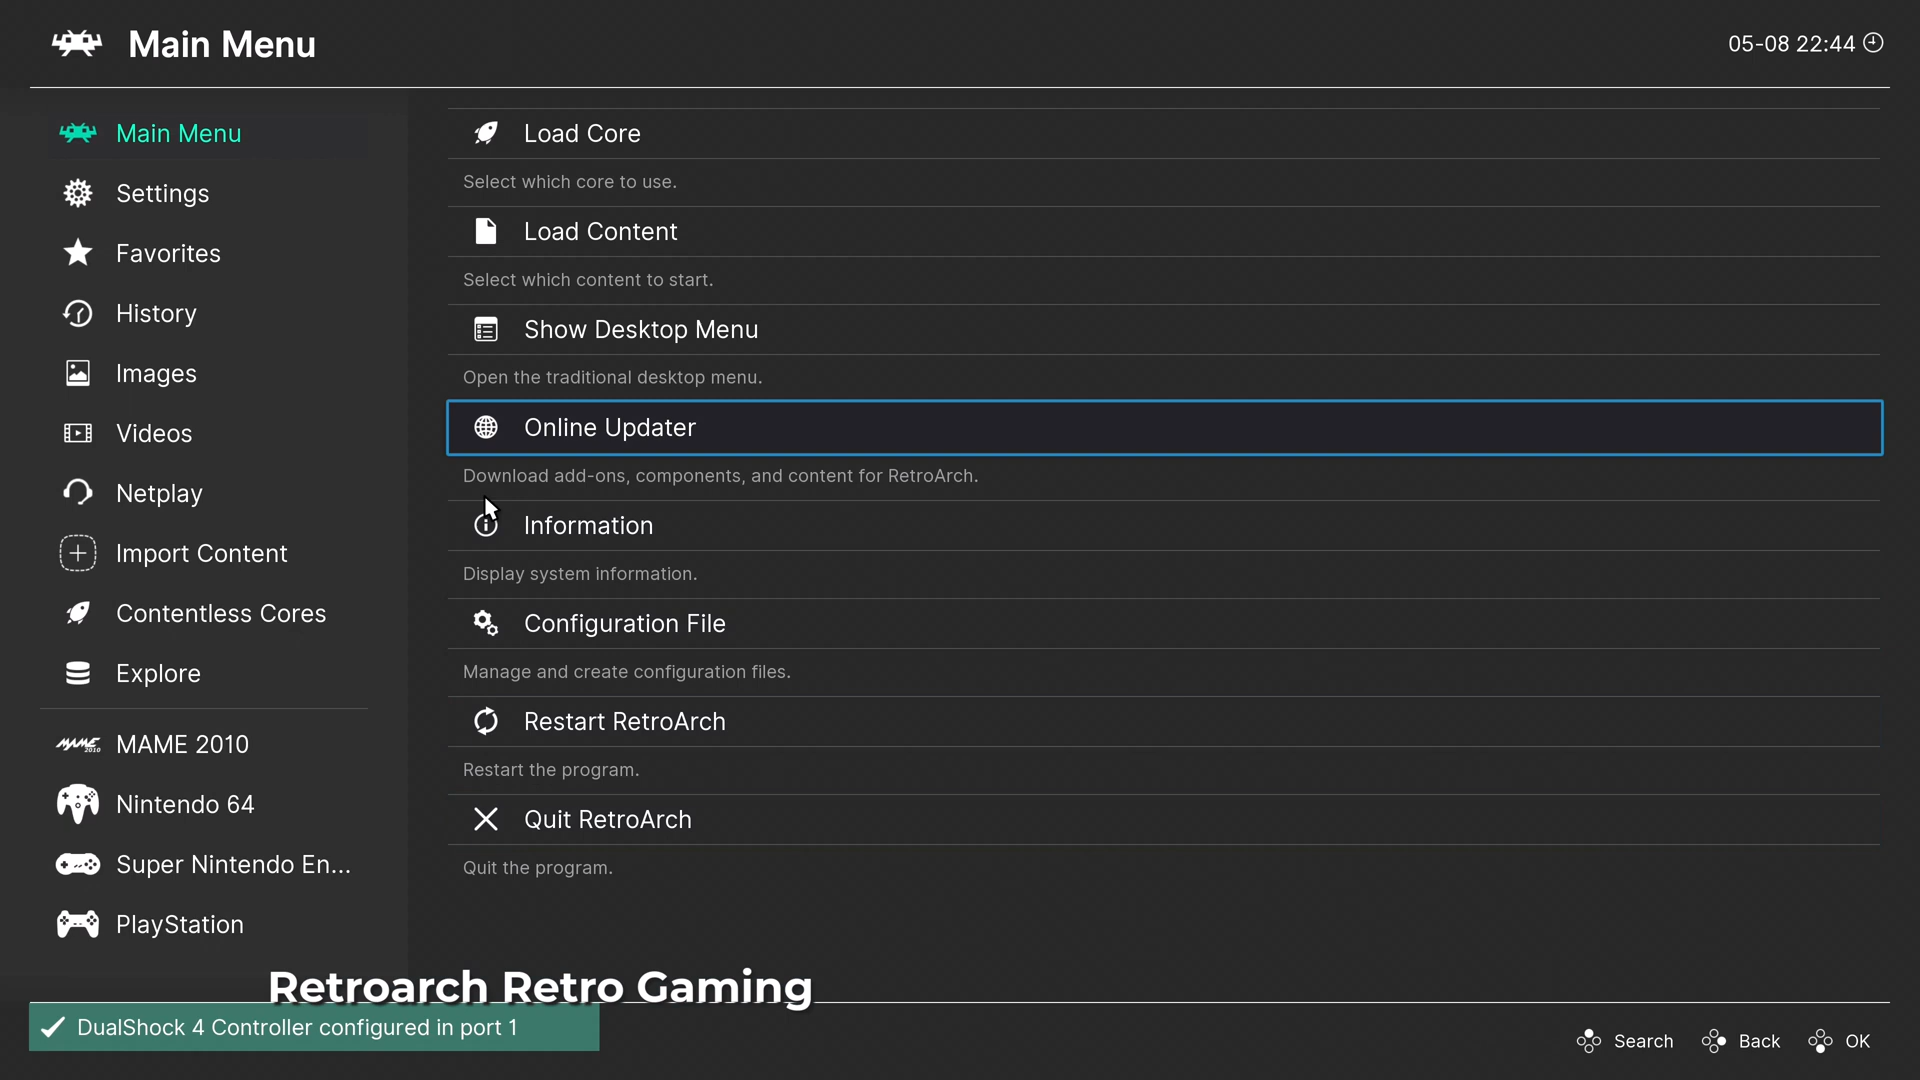 Main Menu
05-08 22:44
Main Menu
Settings
Favorites
History
Images
Videos
Netplay
Import Content
Contentless Cores
Explore
MAME 2010
Nintendo 64
Super Nintendo En...
PlayStation
Load Core
Select which core to use.
Load Content
Select which content to start.
Show Desktop Menu
Open the traditional desktop menu.
Online Updater
Download add-ons, components, and content for RetroArch.
Information
Display system information.
Configuration File
Manage and create configuration files.
Restart RetroArch
Restart the program.
Quit RetroArch
Quit the program.
Retroarch Retro Gaming
DualShock 4 Controller configured in port 1
Search Back OK